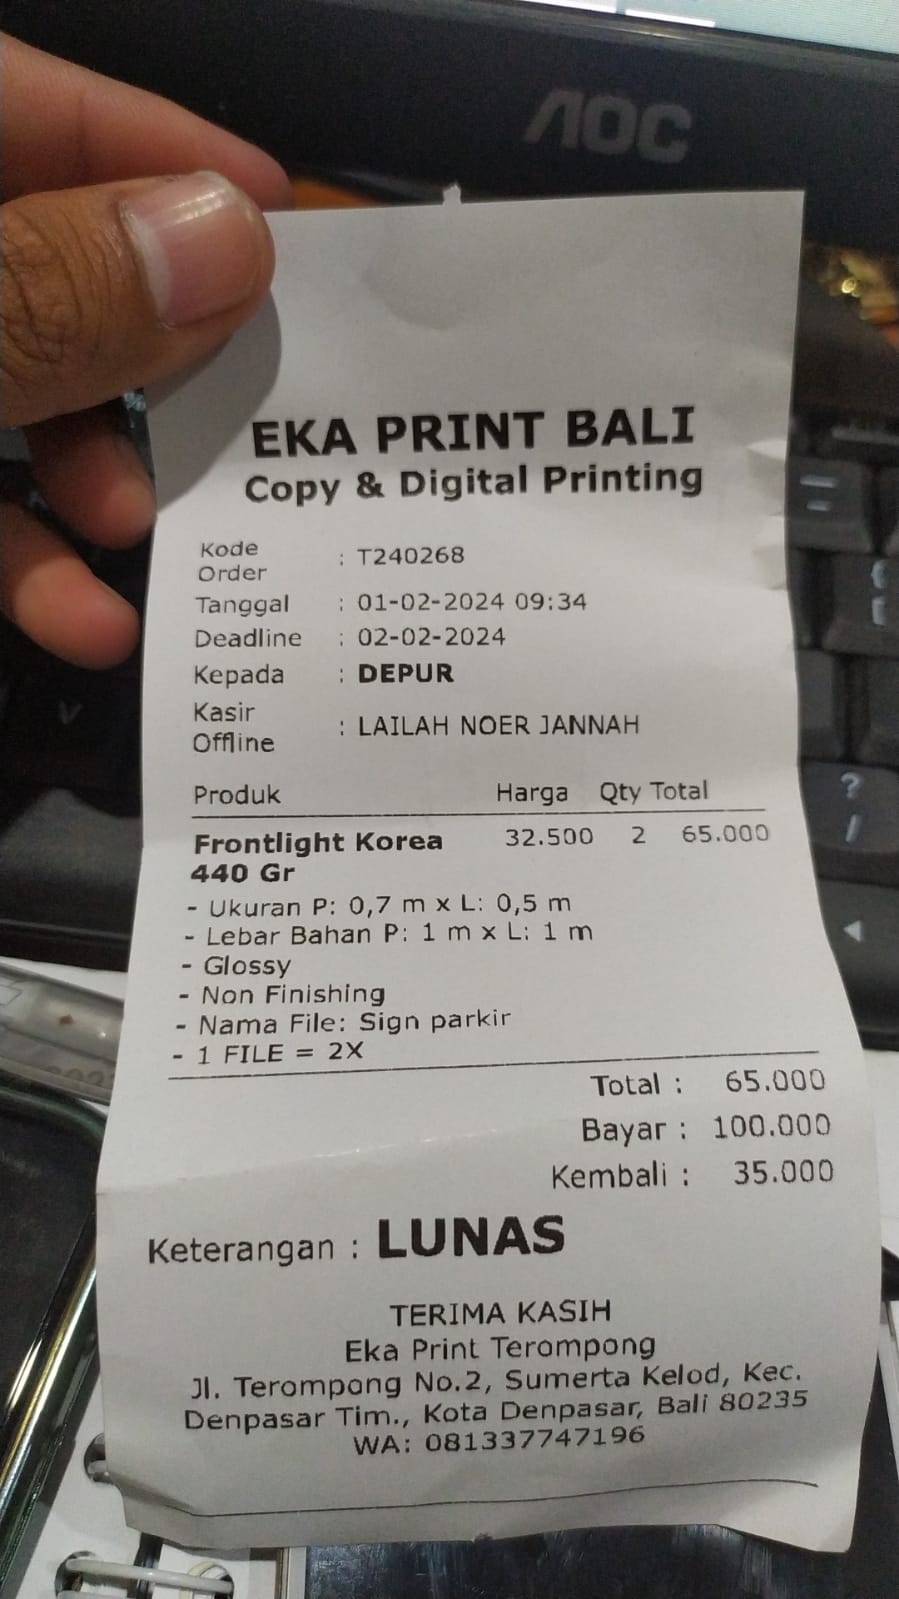 AOC
EKA PRINT BALI
Copy & Digital Printing
Kode Order : T240268
Tanggal : 01-02-2024 09:34
Deadline : 02-02-2024
Kepada : DEPUR
Kasir Offline : LAILAH NOER JANNAH
Produk Harga Qty Total
Frontlight Korea 32.500 2 65.000
440 Gr
- Ukuran P: 0,7 m x L: 0,5 m
- Lebar Bahan P: 1 m x L: 1 m
- Glossy
- Non Finishing
- Nama File: Sign parkir
- 1 FILE = 2X
Total : 65.000
Bayar : 100.000
Kembali : 35.000
Keterangan : LUNAS
TERIMA KASIH
Eka Print Terompong
Jl. Terompong No.2, Sumerta Kelod, Kec.
Denpasar Tim., Kota Denpasar, Bali 80235
WA: 081337747196